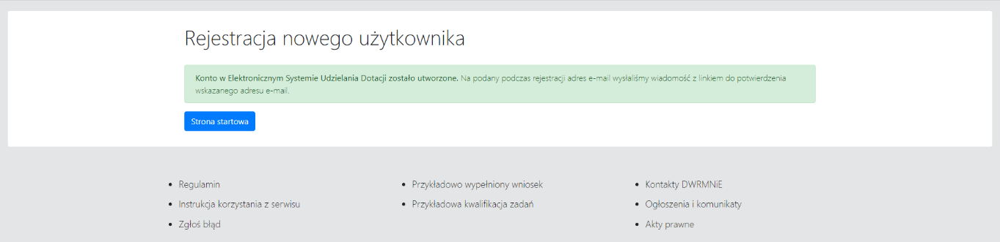 Rejestracja nowego użytkownika
Konto w Elektronicznym Systemie Udzielania Dotacji zostało utworzone. Na podany podczas rejestracji adres e-mail wysłaliśmy wiadomość z linkiem do potwierdzenia
wskazanego adresu e-mail.
Strona startowa
Regulamin
Instrukcja korzystania z serwisu
Zgłoś błąd
Przykładowo wypełniony wniosek
Przykładowa kwalifikacja zadań
Kontakty DWRMNiE
Ogłoszenia i komunikaty
Akty prawne